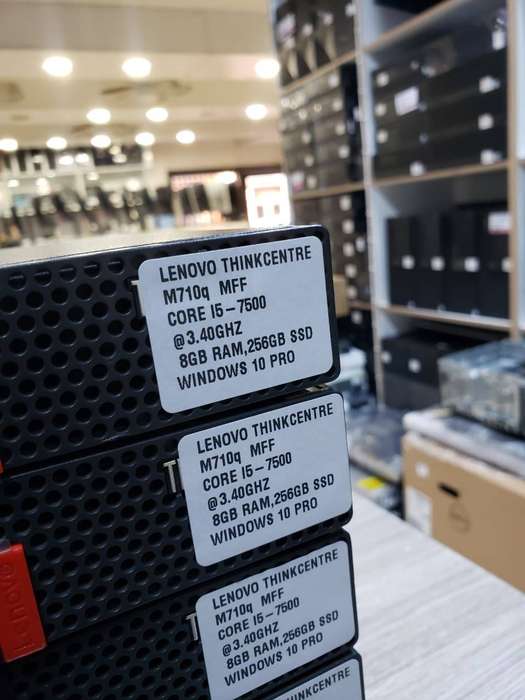 LENOVO THINKCENTRE
M710q MFF
CORE I5-7500
@3.40GHZ
8GB RAM,256GB SSD
WINDOWS 10 PRO
LENOVO THINKCENTRE
M710q MFF
CORE I5-7500
@3.40GHZ
8GB RAM,256GB SSD
WINDOWS 10 PRO
LENOVO THINKCENTRE
M710q MFF
CORE I5-7500
@3.40GHZ
8GB RAM,256GB SSD
WINDOWS 10 PRO